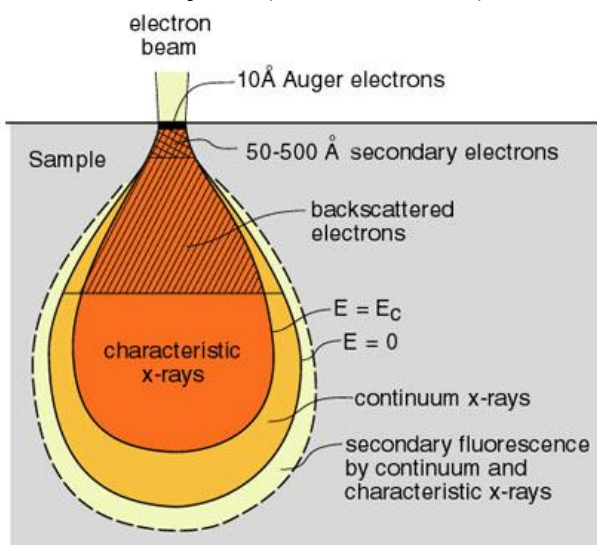 electron
beam
10Å Auger electrons
Sample
50-500 Å secondary electrons
backscattered
electrons
E = Ec
E = 0
characteristic
x-rays
continuum x-rays
secondary fluorescence
by continuum and
characteristic x-rays